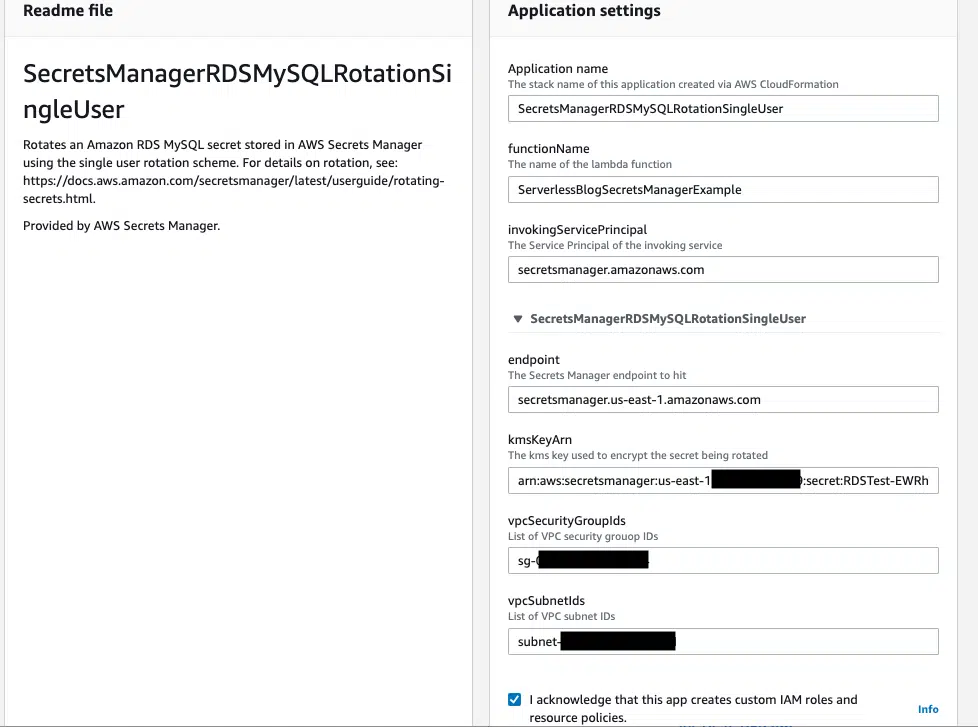 Readme file
SecretsManagerRDSMySQLRotationSi
ngleUser
Rotates an Amazon RDS MySQL secret stored in AWS Secrets Manager
using the single user rotation scheme. For details on rotation, see:
https://docs.aws.amazon.com/secretsmanager/latest/userguide/rotating-
secrets.html.
Provided by AWS Secrets Manager.
Application settings
Application name
The stack name of this application created via AWS CloudFormation
SecretsManagerRDSMySQLRotationSingleUser
functionName
The name of the lambda function
ServerlessBlogSecretsManagerExample
invokingServicePrincipal
The Service Principal of the invoking service
secretsmanager.amazonaws.com
▼ SecretsManagerRDSMySQLRotationSingleUser
endpoint
The Secrets Manager endpoint to hit
secretsmanager.us-east-1.amazonaws.com
kmsKeyArn
The kms key used to encrypt the secret being rotated
arn:aws:secretsmanager:us-east-1 :secret:RDSTest-EWRh
vpcSecurityGroupIds
List of VPC security grouop IDs
sg-
vpcSubnetIds
List of VPC subnet IDs
subnet-
I acknowledge that this app creates custom IAM roles and
resource policies.
Info